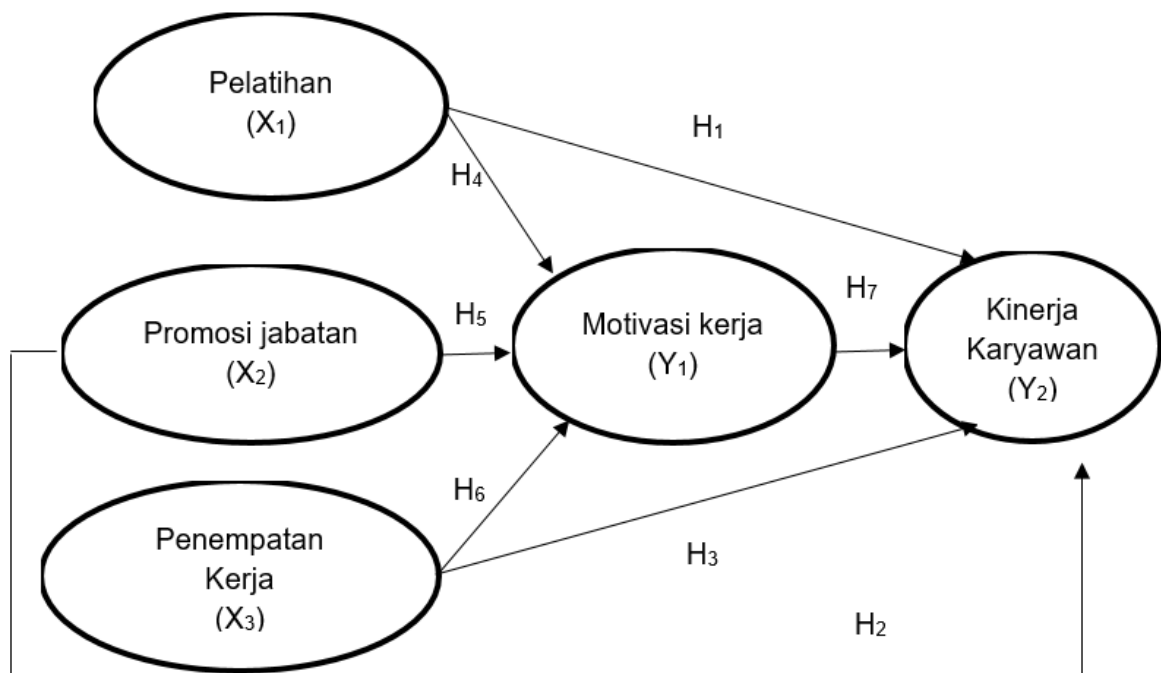 Pelatihan
(X₁)
H₁
H₄
Promosi jabatan
(X₂)
H₅
Motivasi kerja
(Y₁)
H₇
Kinerja
Karyawan
(Y₂)
Penempatan
Kerja
(X₃)
H₆
H₃
H₂